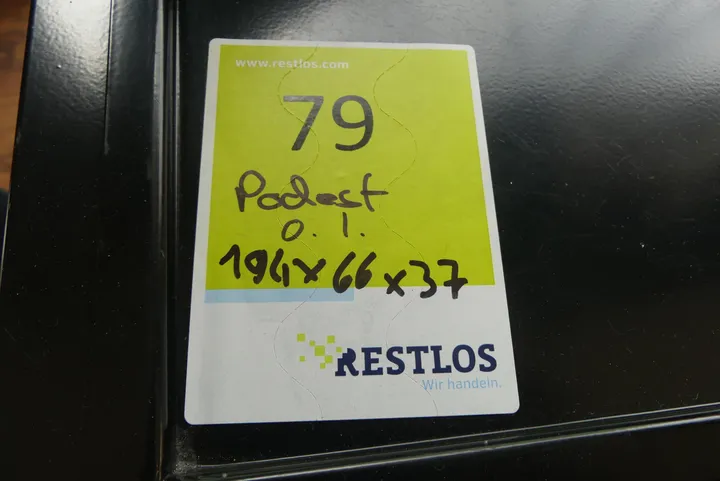 www.restlos.com
79
Podest
O. I.
194x66x37
RESTLOS
Wir handeln.